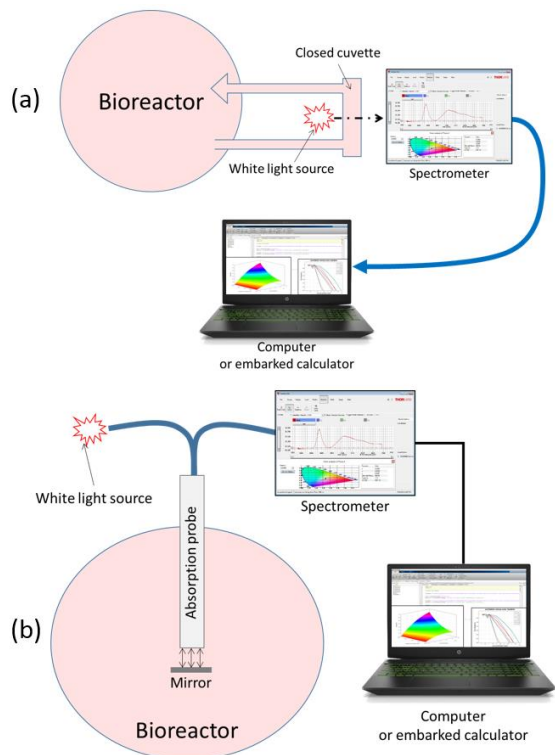 (a)
Bioreactor
Closed cuvette
White light source
Spectrometer
Computer
or embarked calculator
(b)
White light source
Absorption probe
Mirror
Bioreactor
Spectrometer
Computer
or embarked calculator